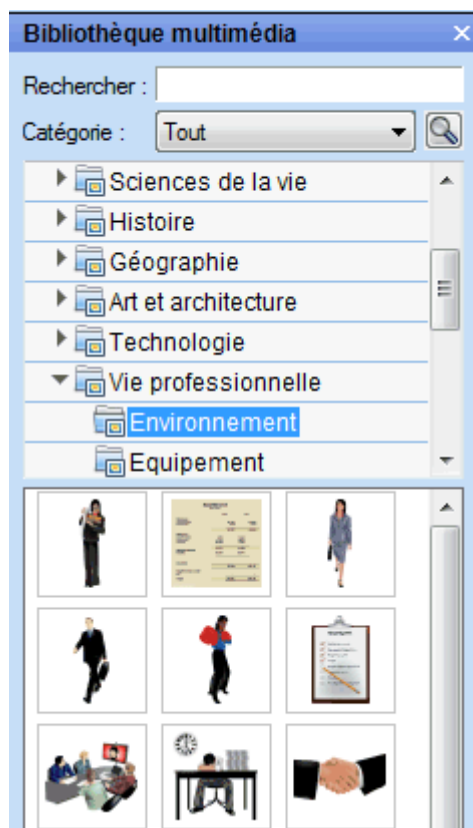 Bibliothèque multimédia
Rechercher :
Catégorie : Tout
Sciences de la vie
Histoire
Géographie
Art et architecture
Technologie
Vie professionnelle
Environnement
Equipement